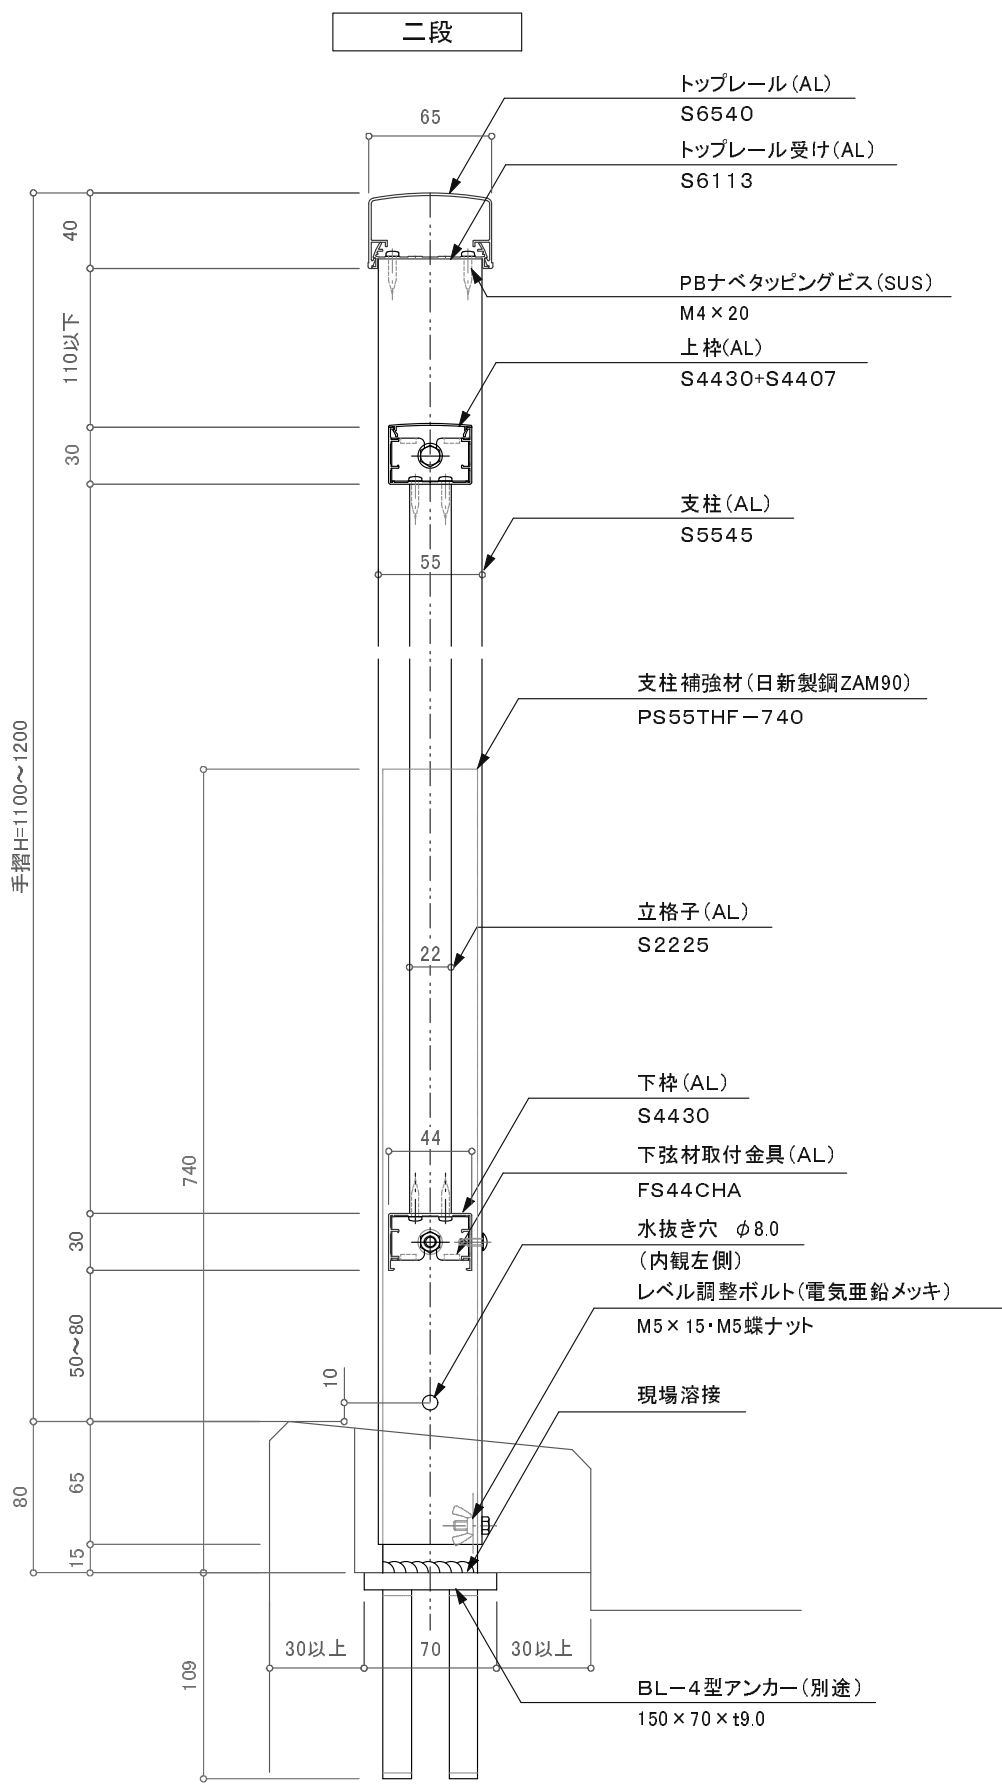 二段
トップレール(AL)
S6540
65
トップレール受け(AL)
S6113
40
PBナベタッピングビス(SUS)
M4×20
110以下
上枠(AL)
S4430+S4407
30
支柱(AL)
S5545
55
支柱補強材(日新製鋼ZAM90)
PS55THF-740
手摺H=1100~1200
立格子(AL)
S2225
22
下枠(AL)
S4430
44
下弦材取付金具(AL)
FS44CHA
740
水抜き穴 φ8.0
(内観左側)
30
レベル調整ボルト(電気亜鉛メッキ)
M5×15・M5蝶ナット
50~80
10
現場溶接
80
65
15
30以上
70
30以上
109
BL-4型アンカー(別途)
150×70×t9.0